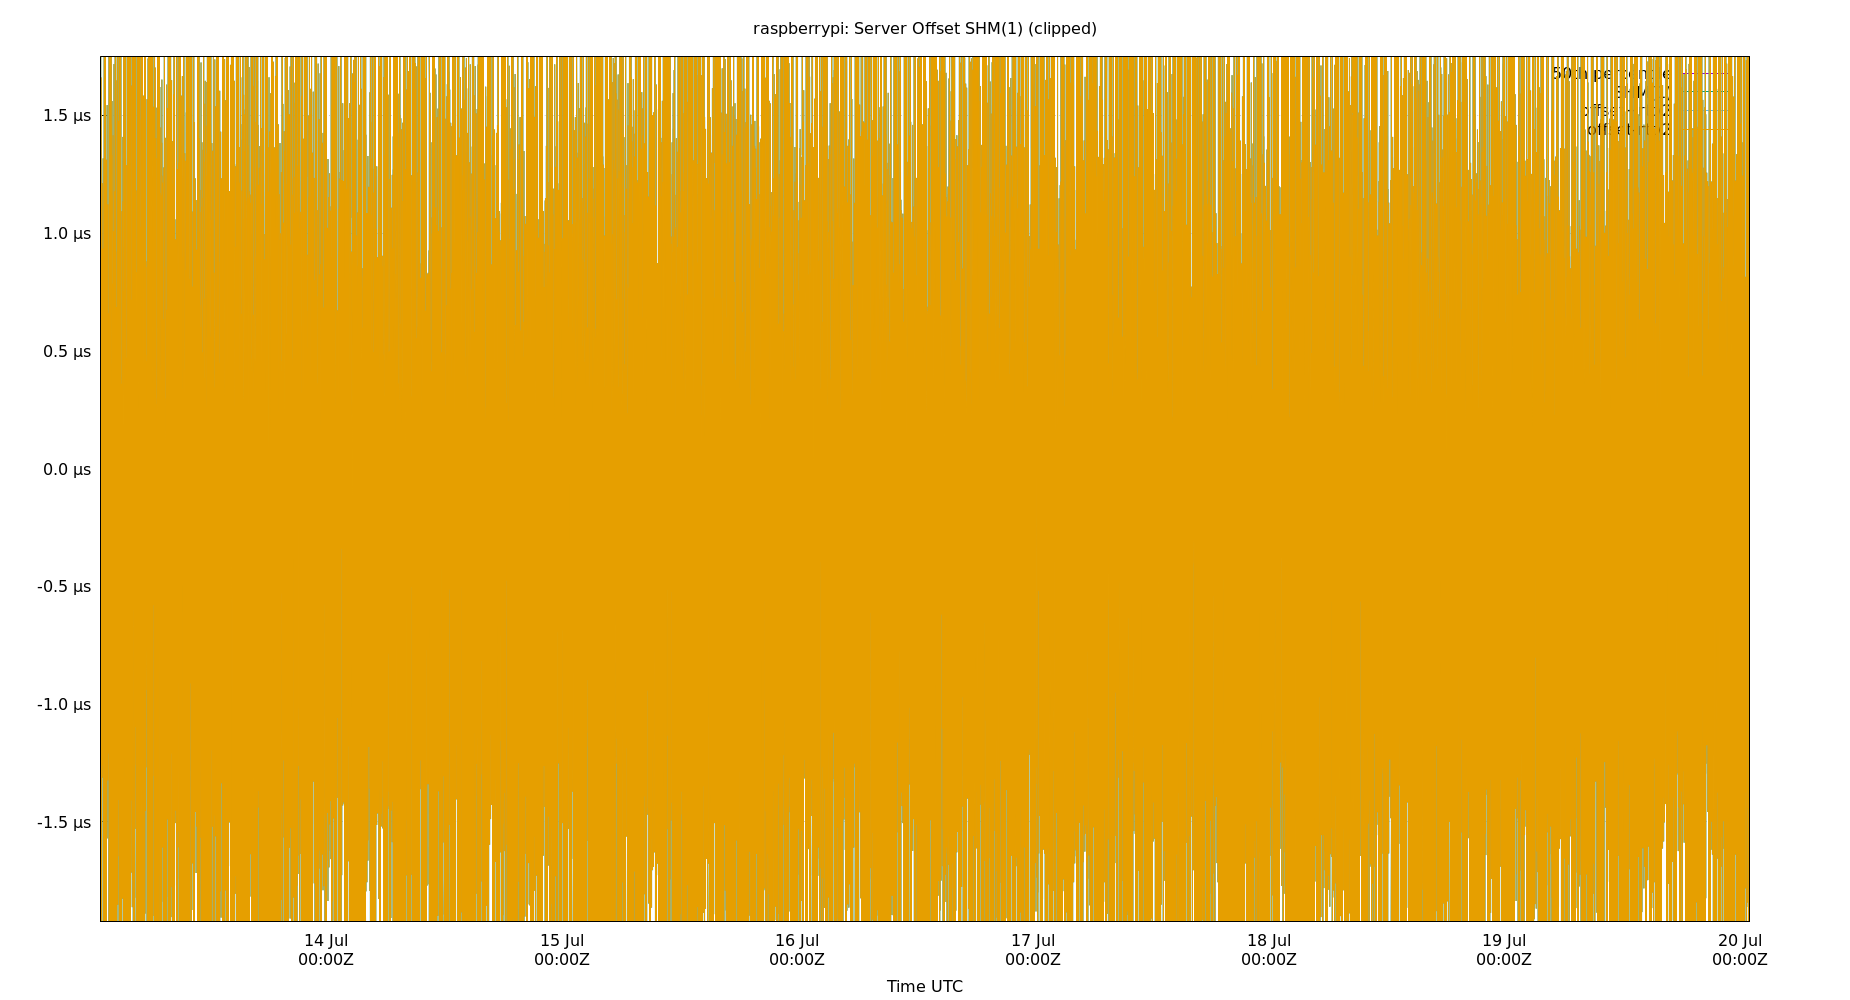 raspberrypi: Server Offset SHM(1) (clipped)
1.5 µs
1.0 µs
0.5 µs
0.0 µs
-0.5 µs
-1.0 µs
-1.5 µs
14 Jul 15 Jul 16 Jul 17 Jul 18 Jul 19 Jul 20 Jul
00:00Z 00:00Z 00:00Z 00:00Z 00:00Z 00:00Z 00:00Z
Time UTC